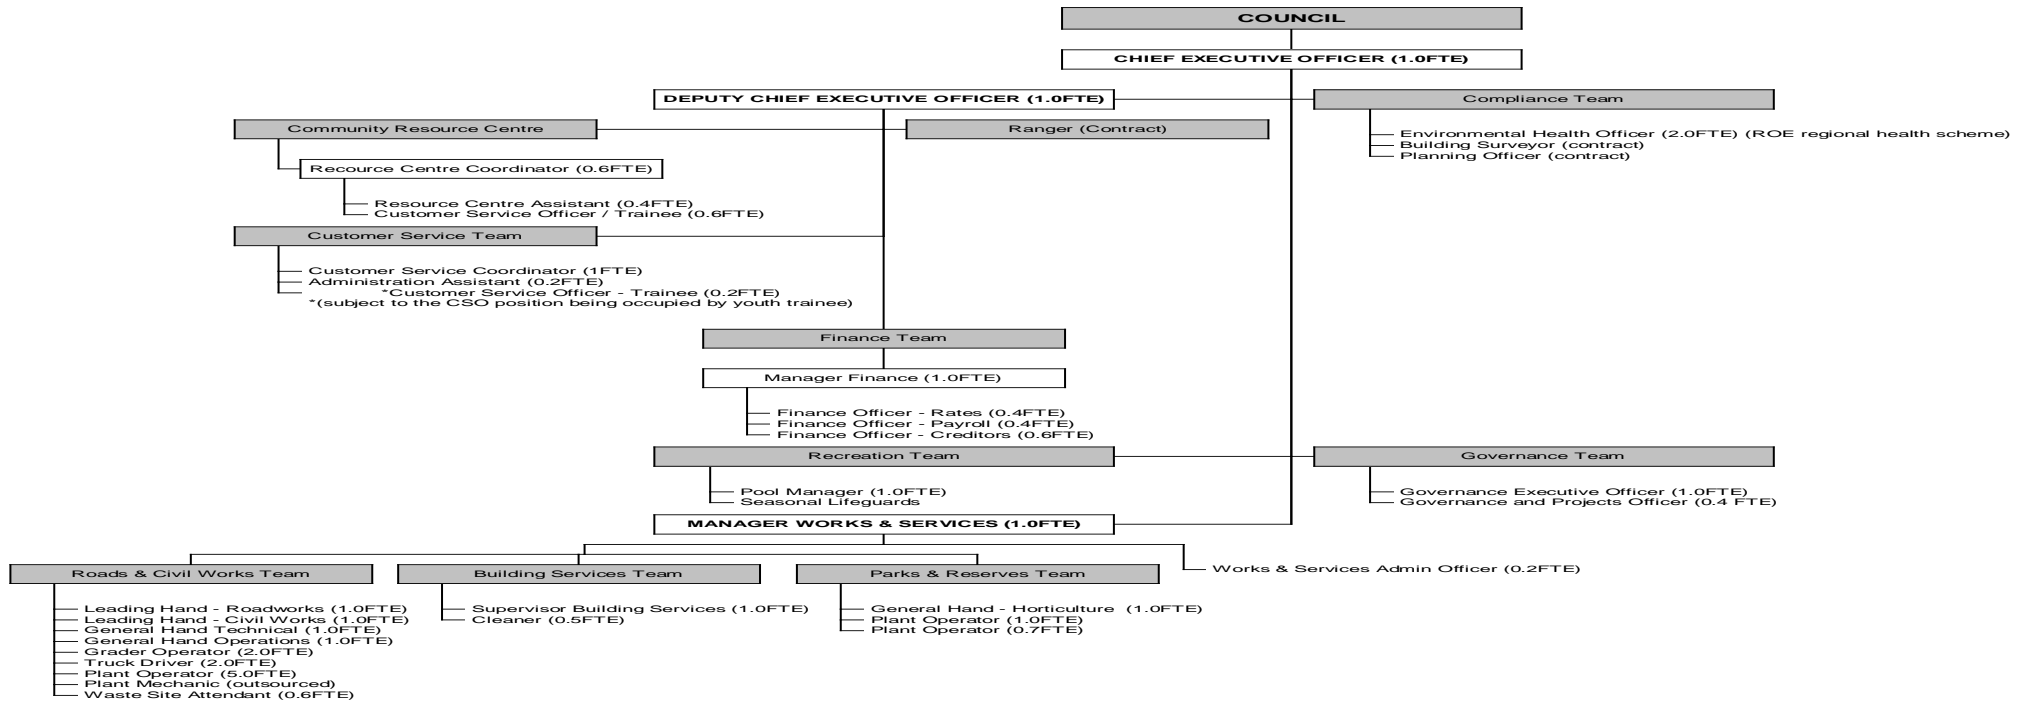 COUNCIL
CHIEF EXECUTIVE OFFICER (1.0FTE)
DEPUTY CHIEF EXECUTIVE OFFICER (1.0FTE)
Compliance Team
Environmental Health Officer (2.0FTE) (ROE regional health scheme)
Building Surveyor (contract)
Planning Officer (contract)
Community Resource Centre
Ranger (Contract)
Recource Centre Coordinator (0.6FTE)
Resource Centre Assistant (0.4FTE)
Customer Service Officer / Trainee (0.6FTE)
Customer Service Team
Customer Service Coordinator (1FTE)
Administration Assistant (0.2FTE)
*Customer Service Officer - Trainee (0.2FTE)
*(subject to the CSO position being occupied by youth trainee)
Finance Team
Manager Finance (1.0FTE)
Finance Officer - Rates (0.4FTE)
Finance Officer - Payroll (0.4FTE)
Finance Officer - Creditors (0.6FTE)
Recreation Team
Pool Manager (1.0FTE)
Seasonal Lifeguards
Governance Team
Governance Executive Officer (1.0FTE)
Governance and Projects Officer (0.4 FTE)
MANAGER WORKS & SERVICES (1.0FTE)
Works & Services Admin Officer (0.2FTE)
Roads & Civil Works Team
Leading Hand - Roadworks (1.0FTE)
Leading Hand - Civil Works (1.0FTE)
General Hand Technical (1.0FTE)
General Hand Operations (1.0FTE)
Grader Operator (2.0FTE)
Truck Driver (2.0FTE)
Plant Operator (5.0FTE)
Plant Mechanic (outsourced)
Waste Site Attendant (0.6FTE)
Building Services Team
Supervisor Building Services (1.0FTE)
Cleaner (0.5FTE)
Parks & Reserves Team
General Hand - Horticulture (1.0FTE)
Plant Operator (1.0FTE)
Plant Operator (0.7FTE)